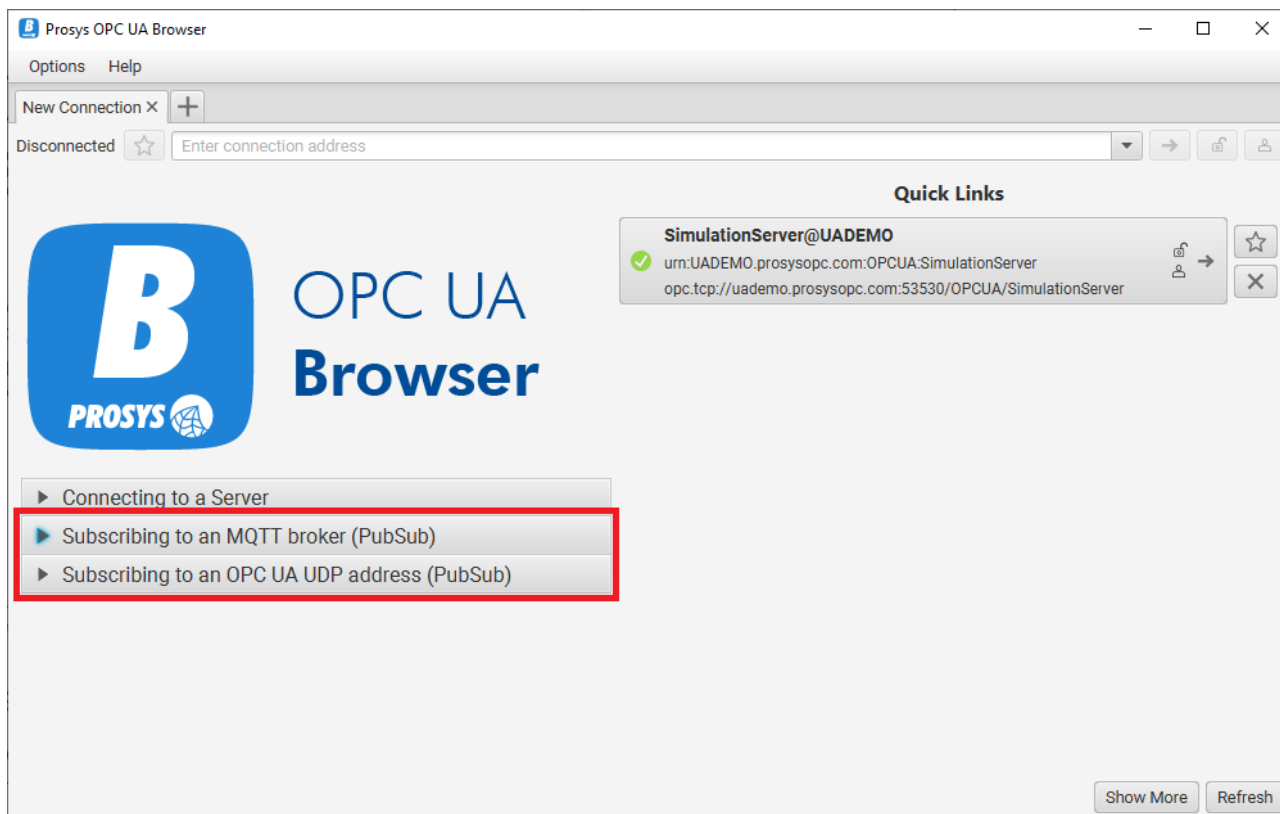 Prosys OPC UA Browser
Options Help
New Connection
Disconnected Enter connection address
Quick Links
SimulationServer@UADEMO
urn:UADEMO.prosysopc.com:OPCUA:SimulationServer
opc.tcp://uademo.prosysopc.com:53530/OPCUA/SimulationServer
B
PROSYS
OPC UA
Browser
Connecting to a Server
Subscribing to an MQTT broker (PubSub)
Subscribing to an OPC UA UDP address (PubSub)
Show More Refresh